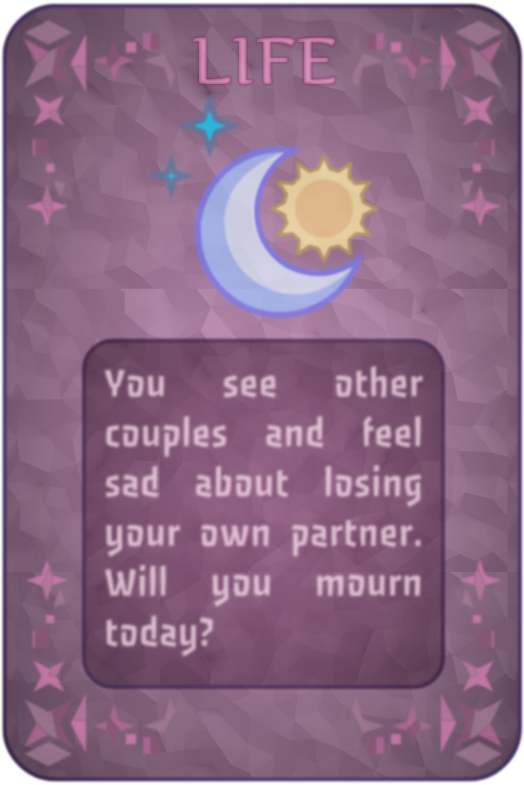 LIFE
You see other
couples and feel
sad about losing
your own partner.
Will you mourn
today?